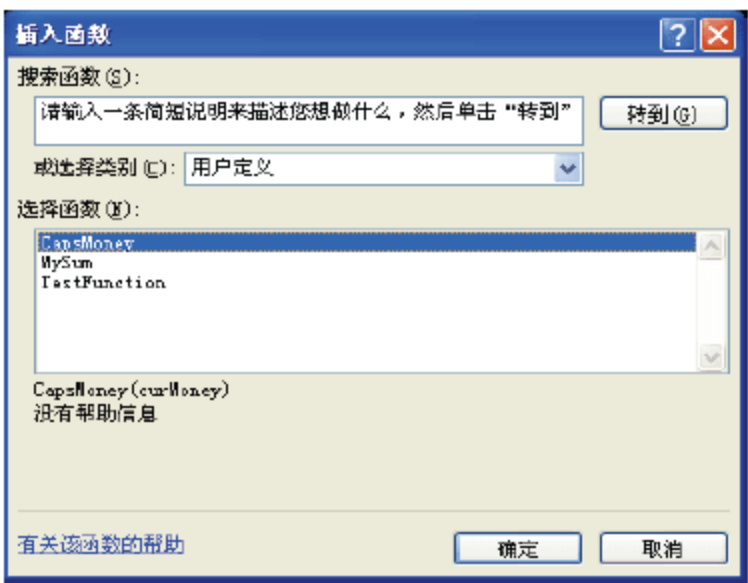 插入函数
搜索函数(S):
请输入一条简短说明来描述您想做什么，然后单击“转到”
转到(G)
或选择类别(C): 用户定义
选择函数(N):
CapsMoney
MySum
TestFunction
CapsMoney(curMoney)
没有帮助信息
有关该函数的帮助
确定
取消